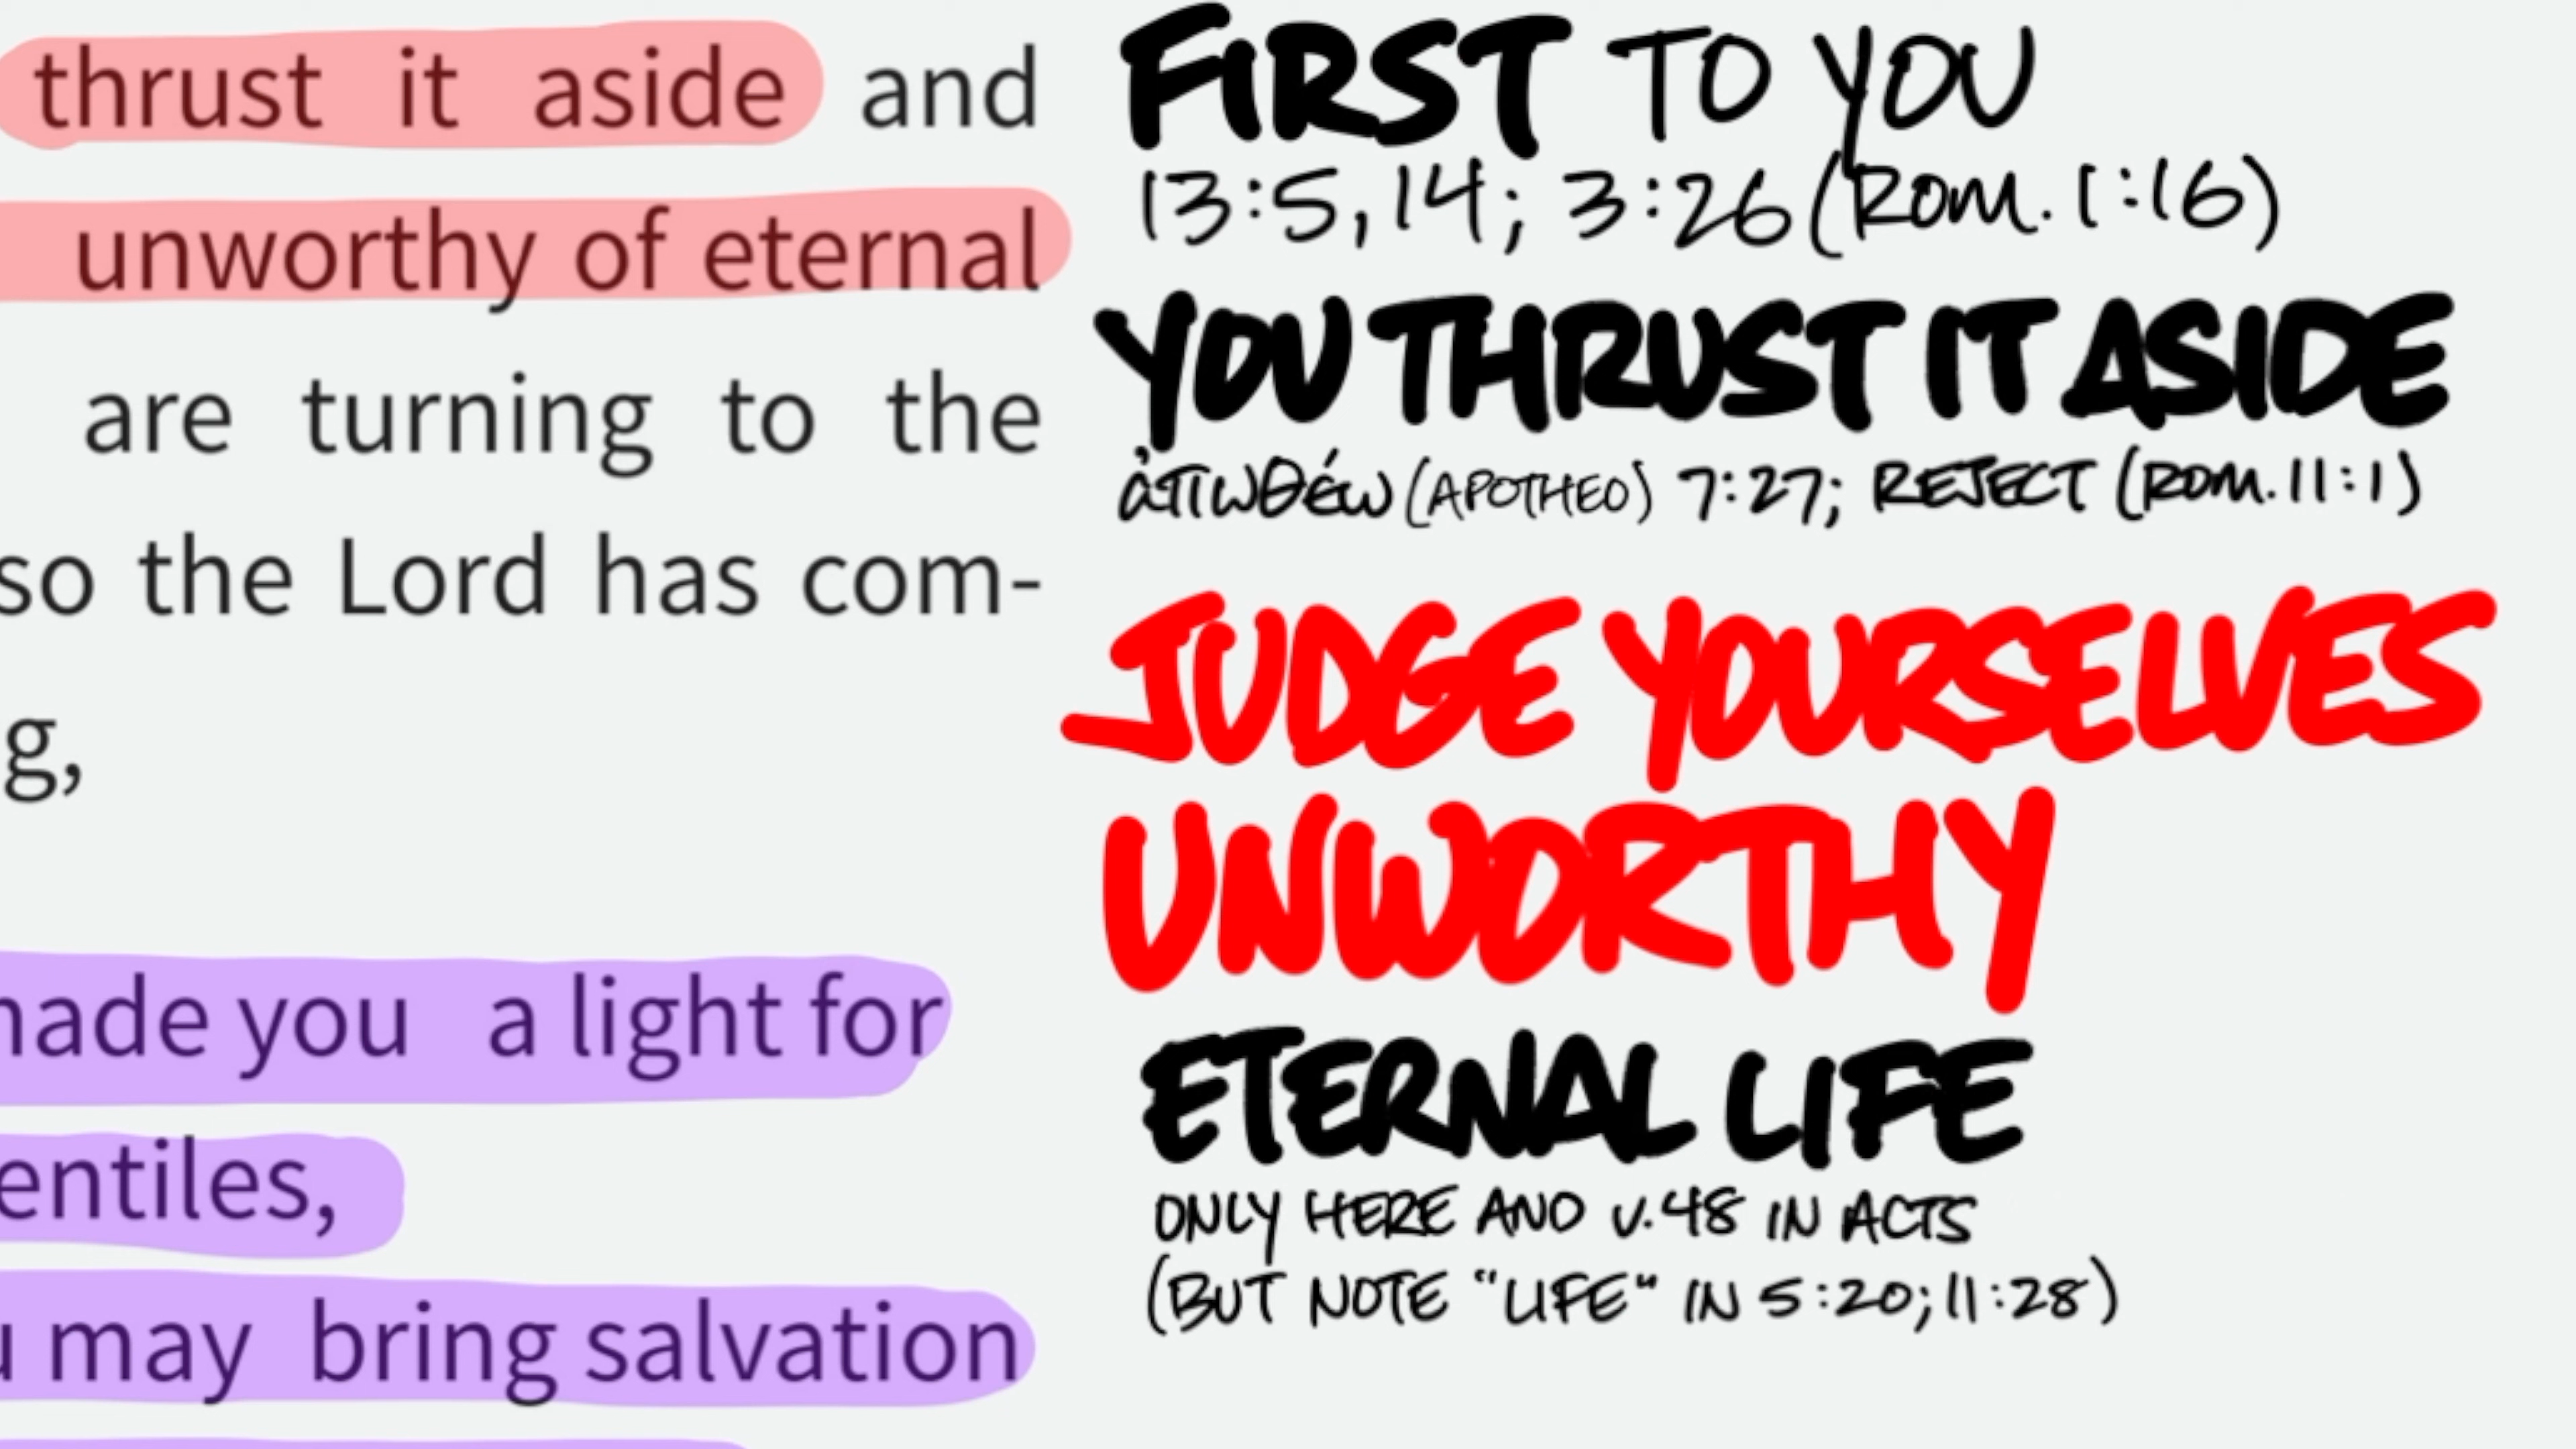 thrust it aside and
unworthy of eternal
are turning to the
so the Lord has com-
g,
made you a light for
entiles,
u may bring salvation
FIRST TO YOU
13:5,14; 3:26 (ROM. 1:16)
YOU THRUST IT ASIDE
ἀπωθέω (APOTHEO) 7:27; REJECT (ROM. 11:1)
JUDGE YOURSELVES
UNWORTHY
ETERNAL LIFE
ONLY HERE AND V.48 IN ACTS
(BUT NOTE "LIFE" IN 5:20; 11:28)